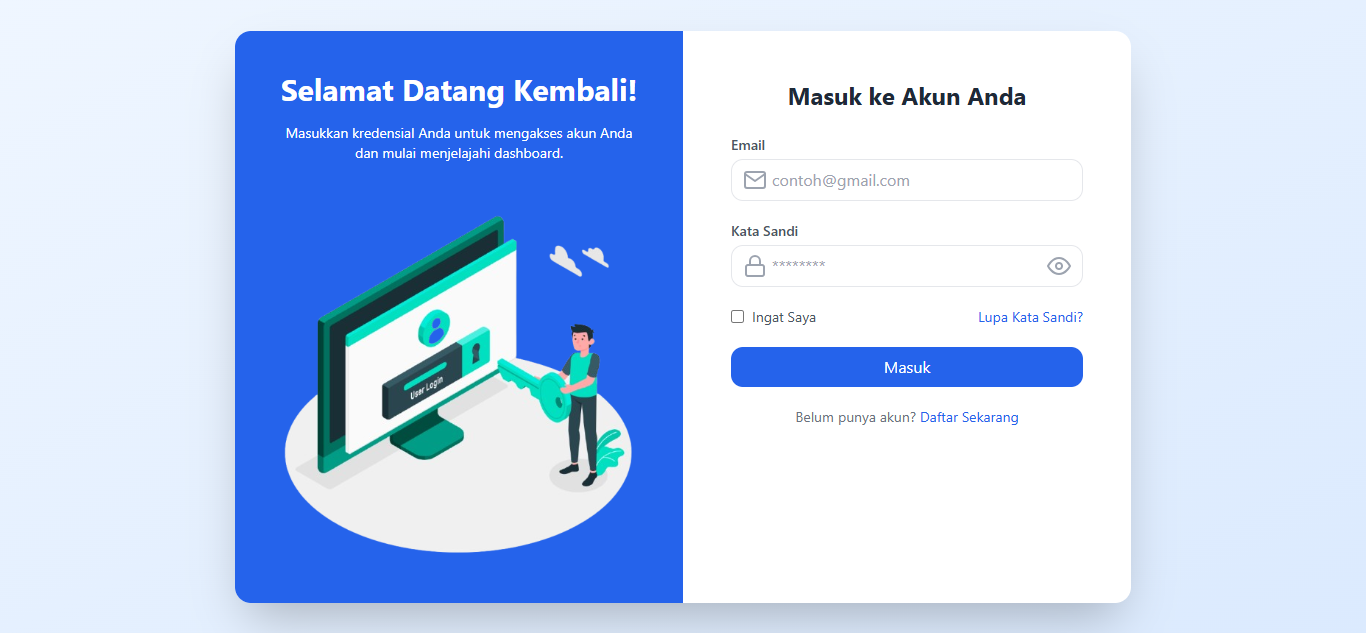 Selamat Datang Kembali!
Masukkan kredensial Anda untuk mengakses akun Anda
dan mulai menjelajahi dashboard.
User Login
Masuk ke Akun Anda
Email
contoh@gmail.com
Kata Sandi
********
Ingat Saya
Lupa Kata Sandi?
Masuk
Belum punya akun? Daftar Sekarang